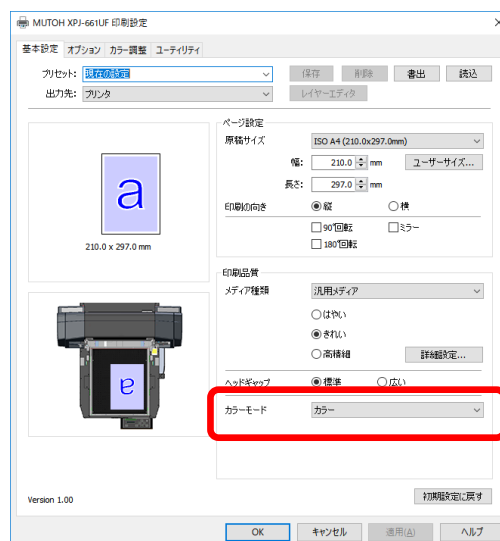 MUTOH XPJ-661UF 印刷設定
基本設定 オプション カラー調整 ユーティリティ
プリセット: 現在の設定 保存 削除 書出 読込
出力先: プリンタ レイヤーエディタ
ページ設定
原稿サイズ ISO A4 (210.0x297.0mm)
幅: 210.0 mm ユーザーサイズ...
長さ: 297.0 mm
印刷の向き 縦 横
90°回転 ミラー
180°回転
a
210.0 x 297.0 mm
印刷品質
メディア種類 汎用メディア
はやい
きれい
高精細 詳細設定...
ヘッドギャップ 標準 広い
カラーモード カラー
a
Version 1.00 初期設定に戻す
OK キャンセル 適用(A) ヘルプ